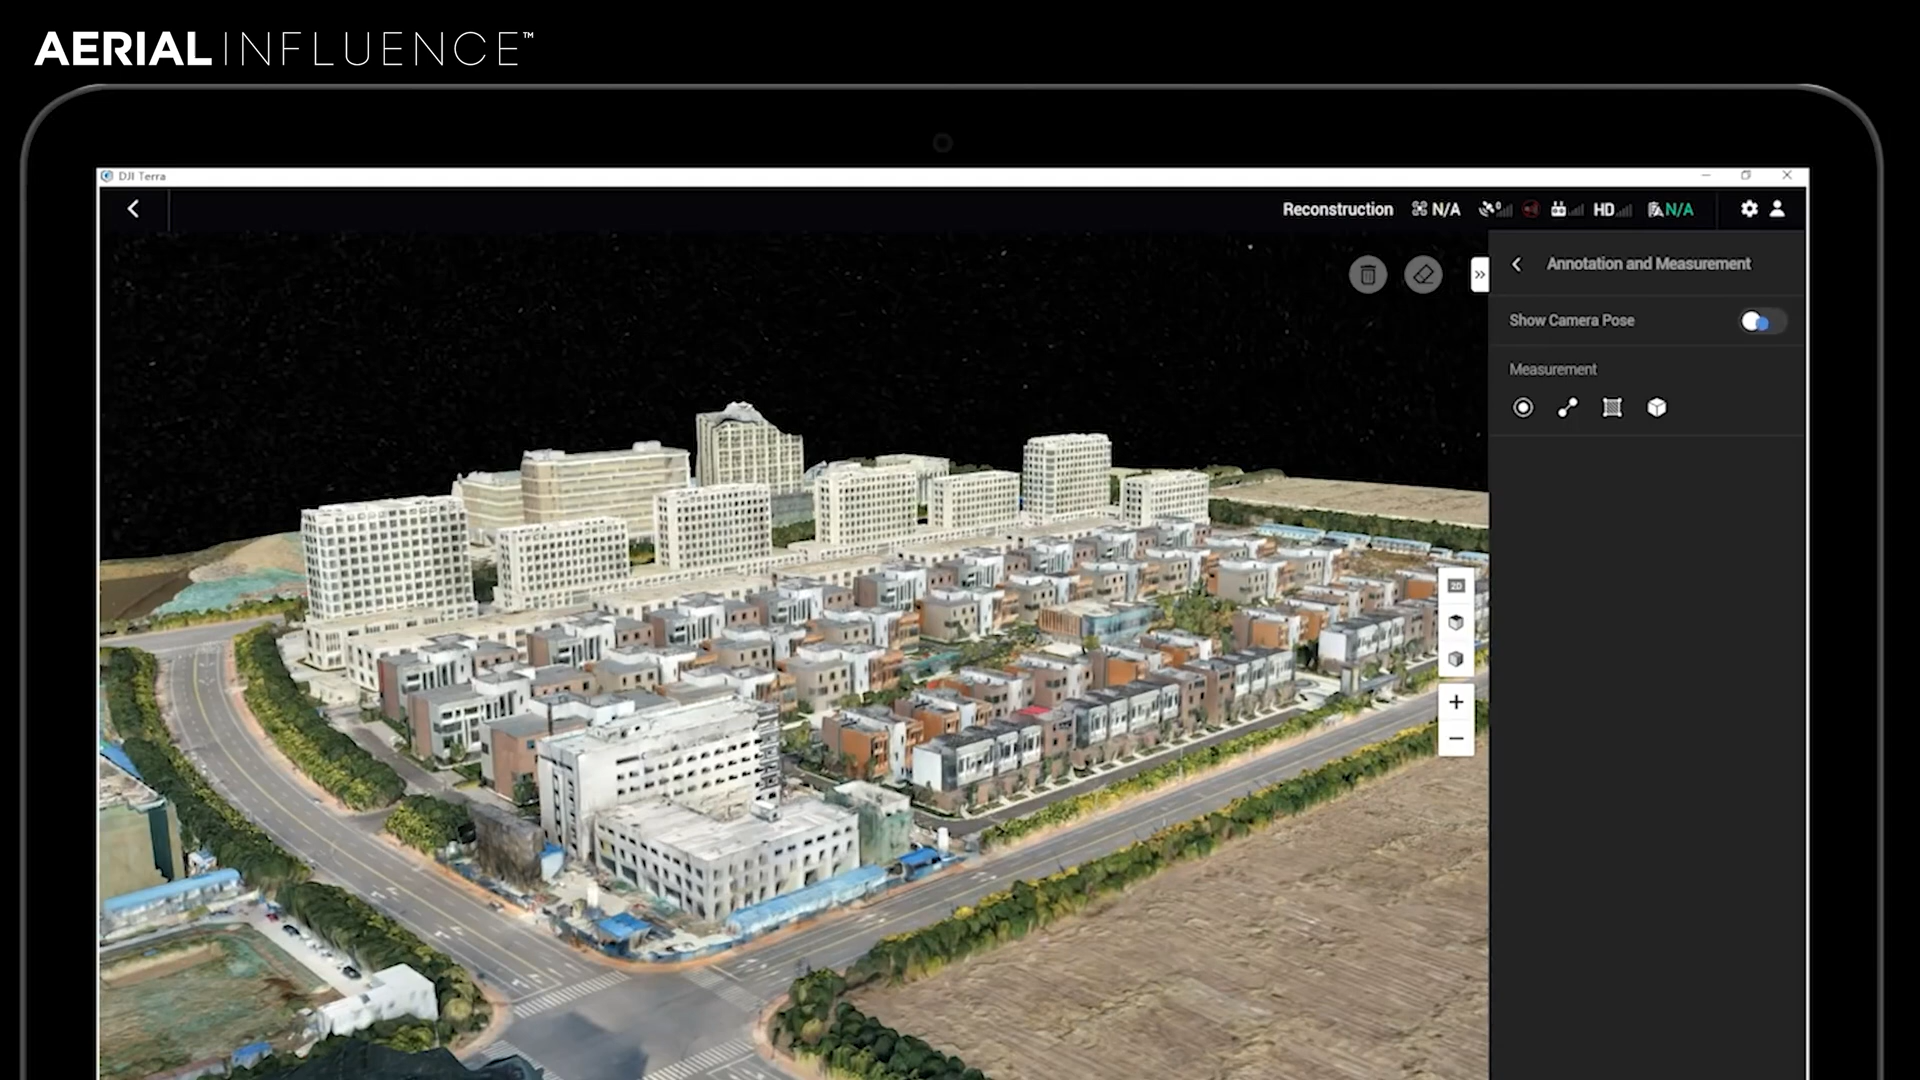 AERIAL INFLUENCE™
DJI Terra
Reconstruction N/A HD N/A
Annotation and Measurement
Show Camera Pose
Measurement
2D